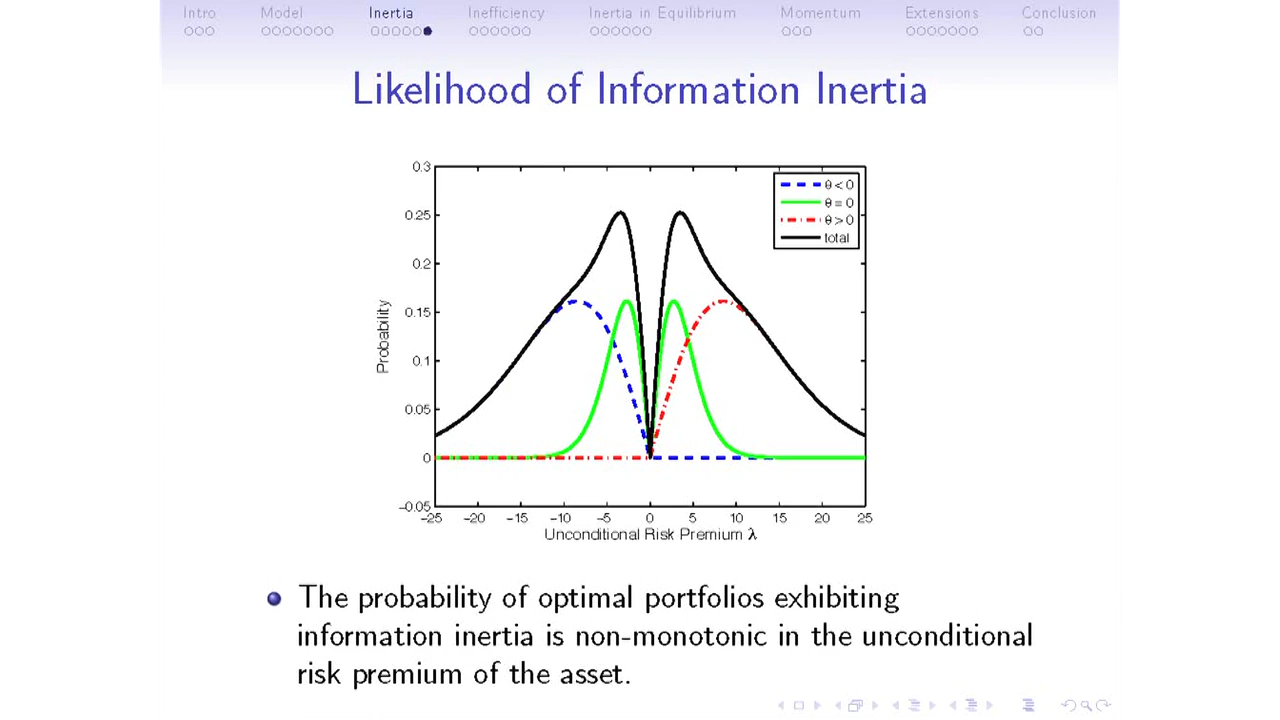 Intro Model Inertia Inefficiency Inertia in Equilibrium Momentum Extensions Conclusion
Likelihood of Information Inertia
0.3
0.25
0.2
0.15
0.1
0.05
0
−0.05
Probability
θ < 0
θ = 0
θ > 0
total
−25 −20 −15 −10 −5 0 5 10 15 20 25
Unconditional Risk Premium λ
The probability of optimal portfolios exhibiting
information inertia is non-monotonic in the unconditional
risk premium of the asset.